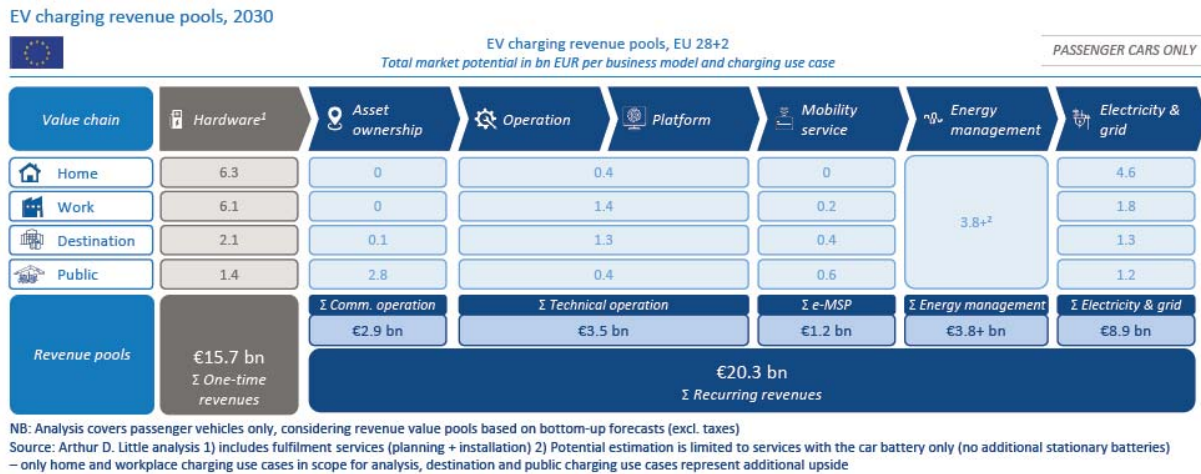 EV charging revenue pools, 2030
EV charging revenue pools, EU 28+2
Total market potential in bn EUR per business model and charging use case
PASSENGER CARS ONLY
Value chain
Hardware¹
Asset
ownership
Operation
Platform
Mobility
service
Energy
management
Electricity &
grid
Home
6.3
0
0.4
0
4.6
Work
6.1
0
1.4
0.2
1.8
3.8+²
Destination
2.1
0.1
1.3
0.4
1.3
Public
1.4
2.8
0.4
0.6
1.2
Revenue pools
€15.7 bn
Σ One-time
revenues
Σ Comm. operation
Σ Technical operation
Σ e-MSP
Σ Energy management
Σ Electricity & grid
€2.9 bn
€3.5 bn
€1.2 bn
€3.8+ bn
€8.9 bn
€20.3 bn
Σ Recurring revenues
NB: Analysis covers passenger vehicles only, considering revenue value pools based on bottom-up forecasts (excl. taxes)
Source: Arthur D. Little analysis 1) includes fulfilment services (planning + installation) 2) Potential estimation is limited to services with the car battery only (no additional stationary batteries)
– only home and workplace charging use cases in scope for analysis, destination and public charging use cases represent additional upside